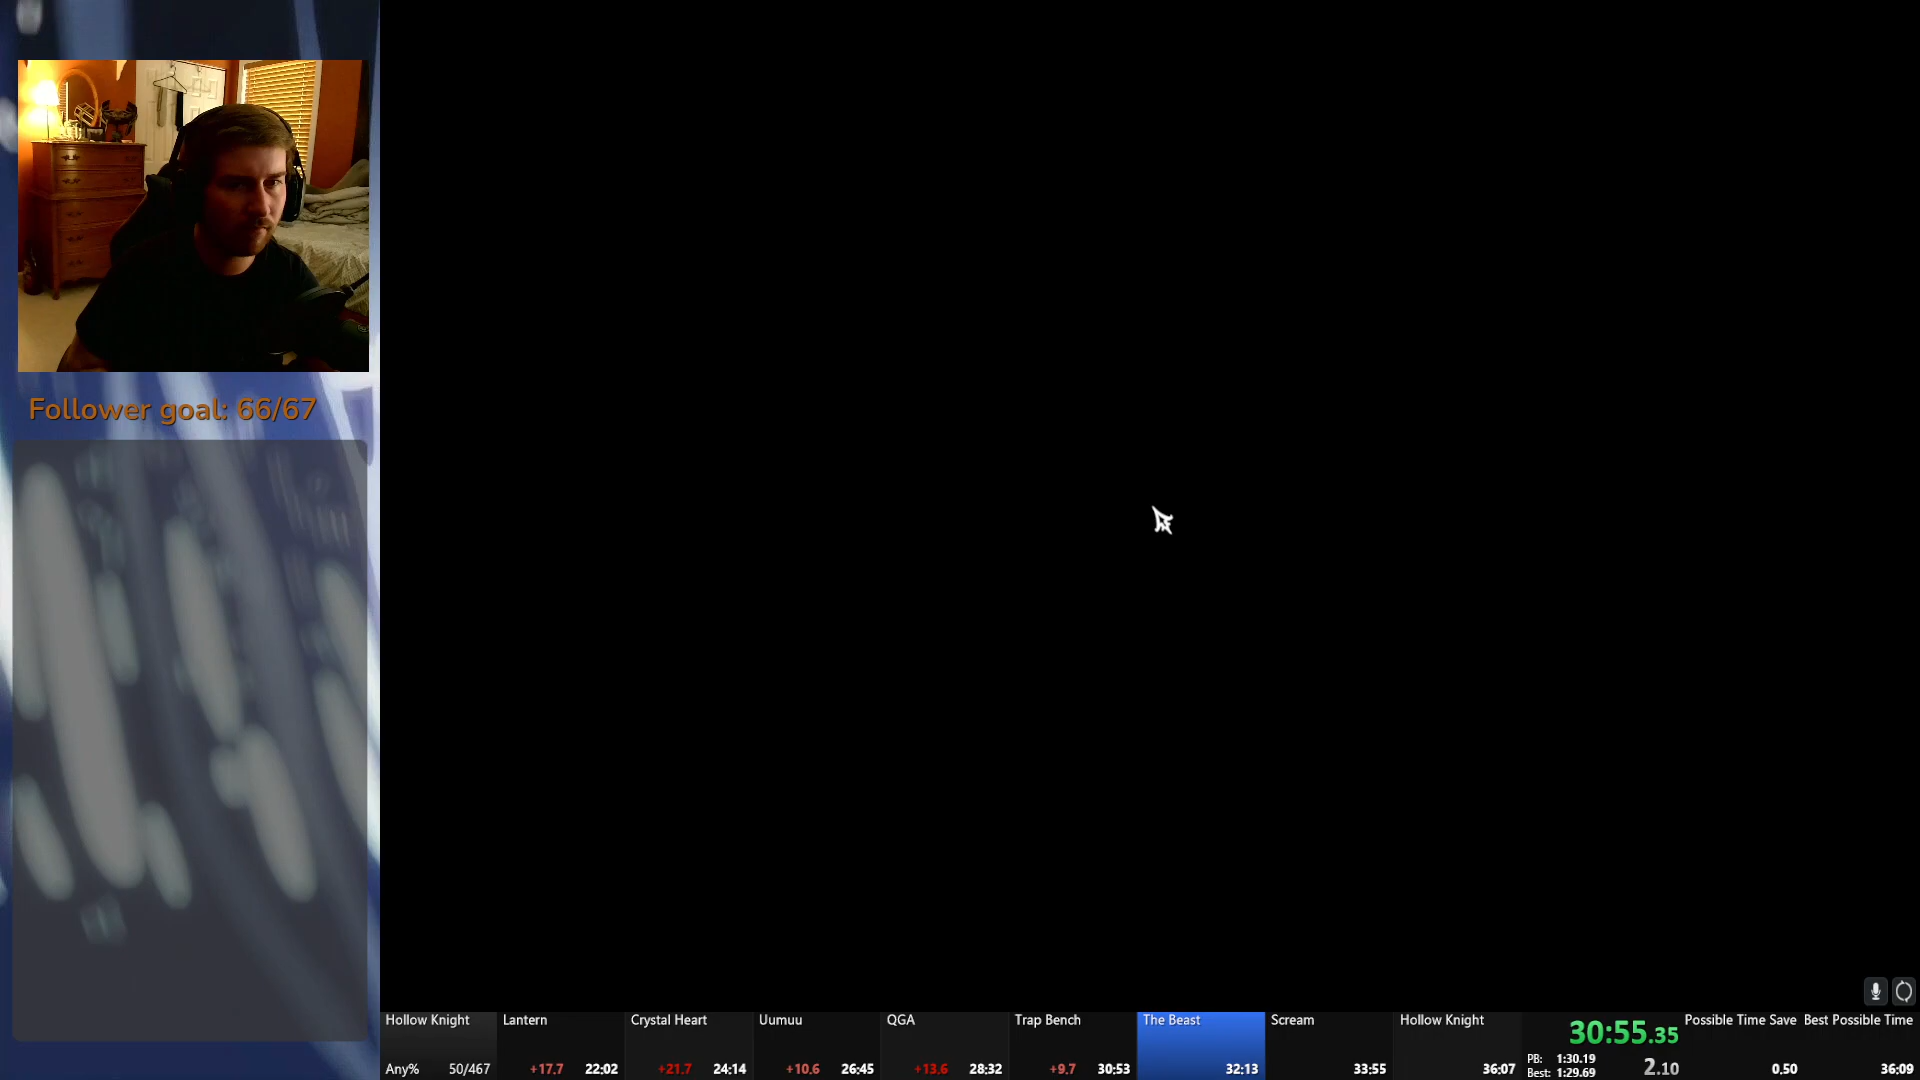 Follower goal: 66/67
Hollow Knight
Any% 50/467
Lantern
+17.7 22:02
Crystal Heart
+21.7 24:14
Uumuu
+10.6 26:45
QGA
+13.6 28:32
Trap Bench
+9.7 30:53
The Beast
32:13
Scream
33:55
Hollow Knight
36:07
30:55.35
PB: 1:30.19
Best: 1:29.69
2.10
Possible Time Save
0.50
Best Possible Time
36:09